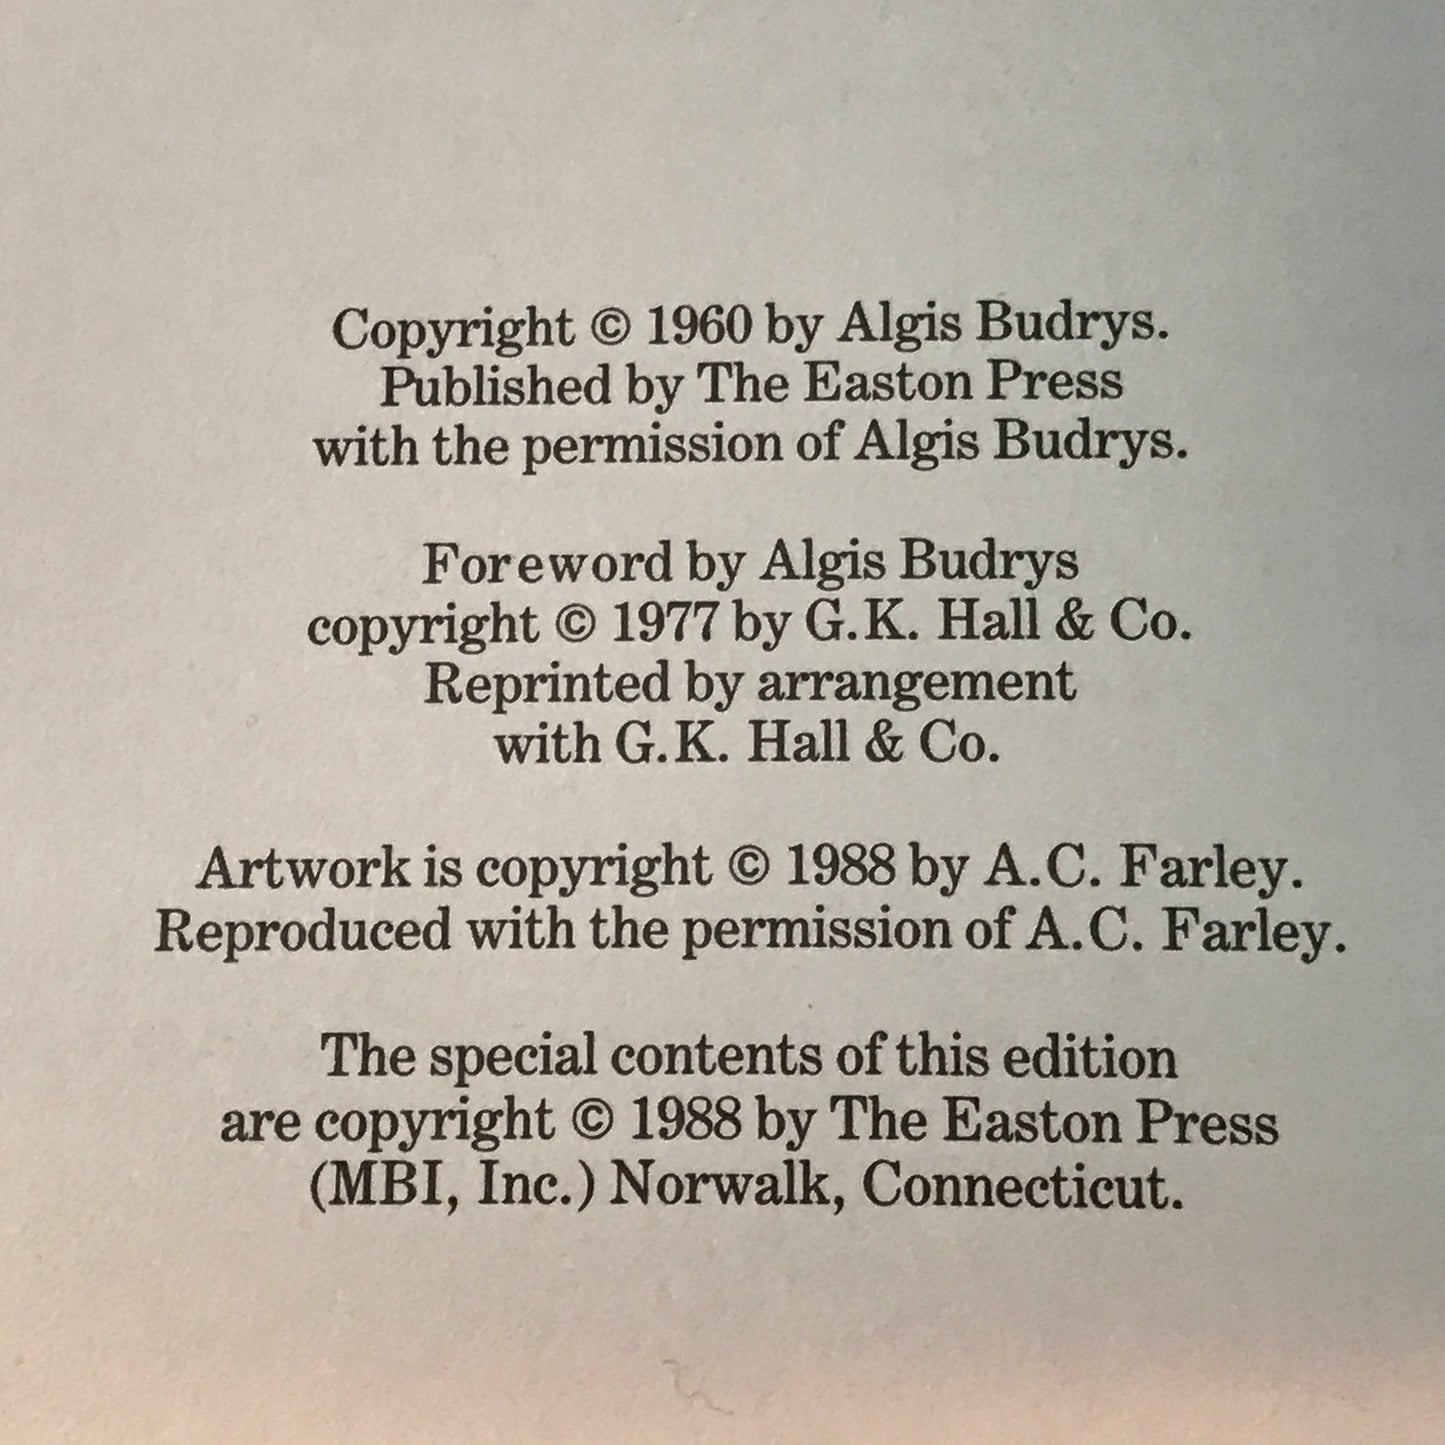 Copyright © 1960 by Algis Budrys.
Published by The Easton Press
with the permission of Algis Budrys.
Foreword by Algis Budrys
copyright © 1977 by G.K. Hall & Co.
Reprinted by arrangement
with G.K. Hall & Co.
Artwork is copyright © 1988 by A.C. Farley.
Reproduced with the permission of A.C. Farley.
The special contents of this edition
are copyright © 1988 by The Easton Press
(MBI, Inc.) Norwalk, Connecticut.